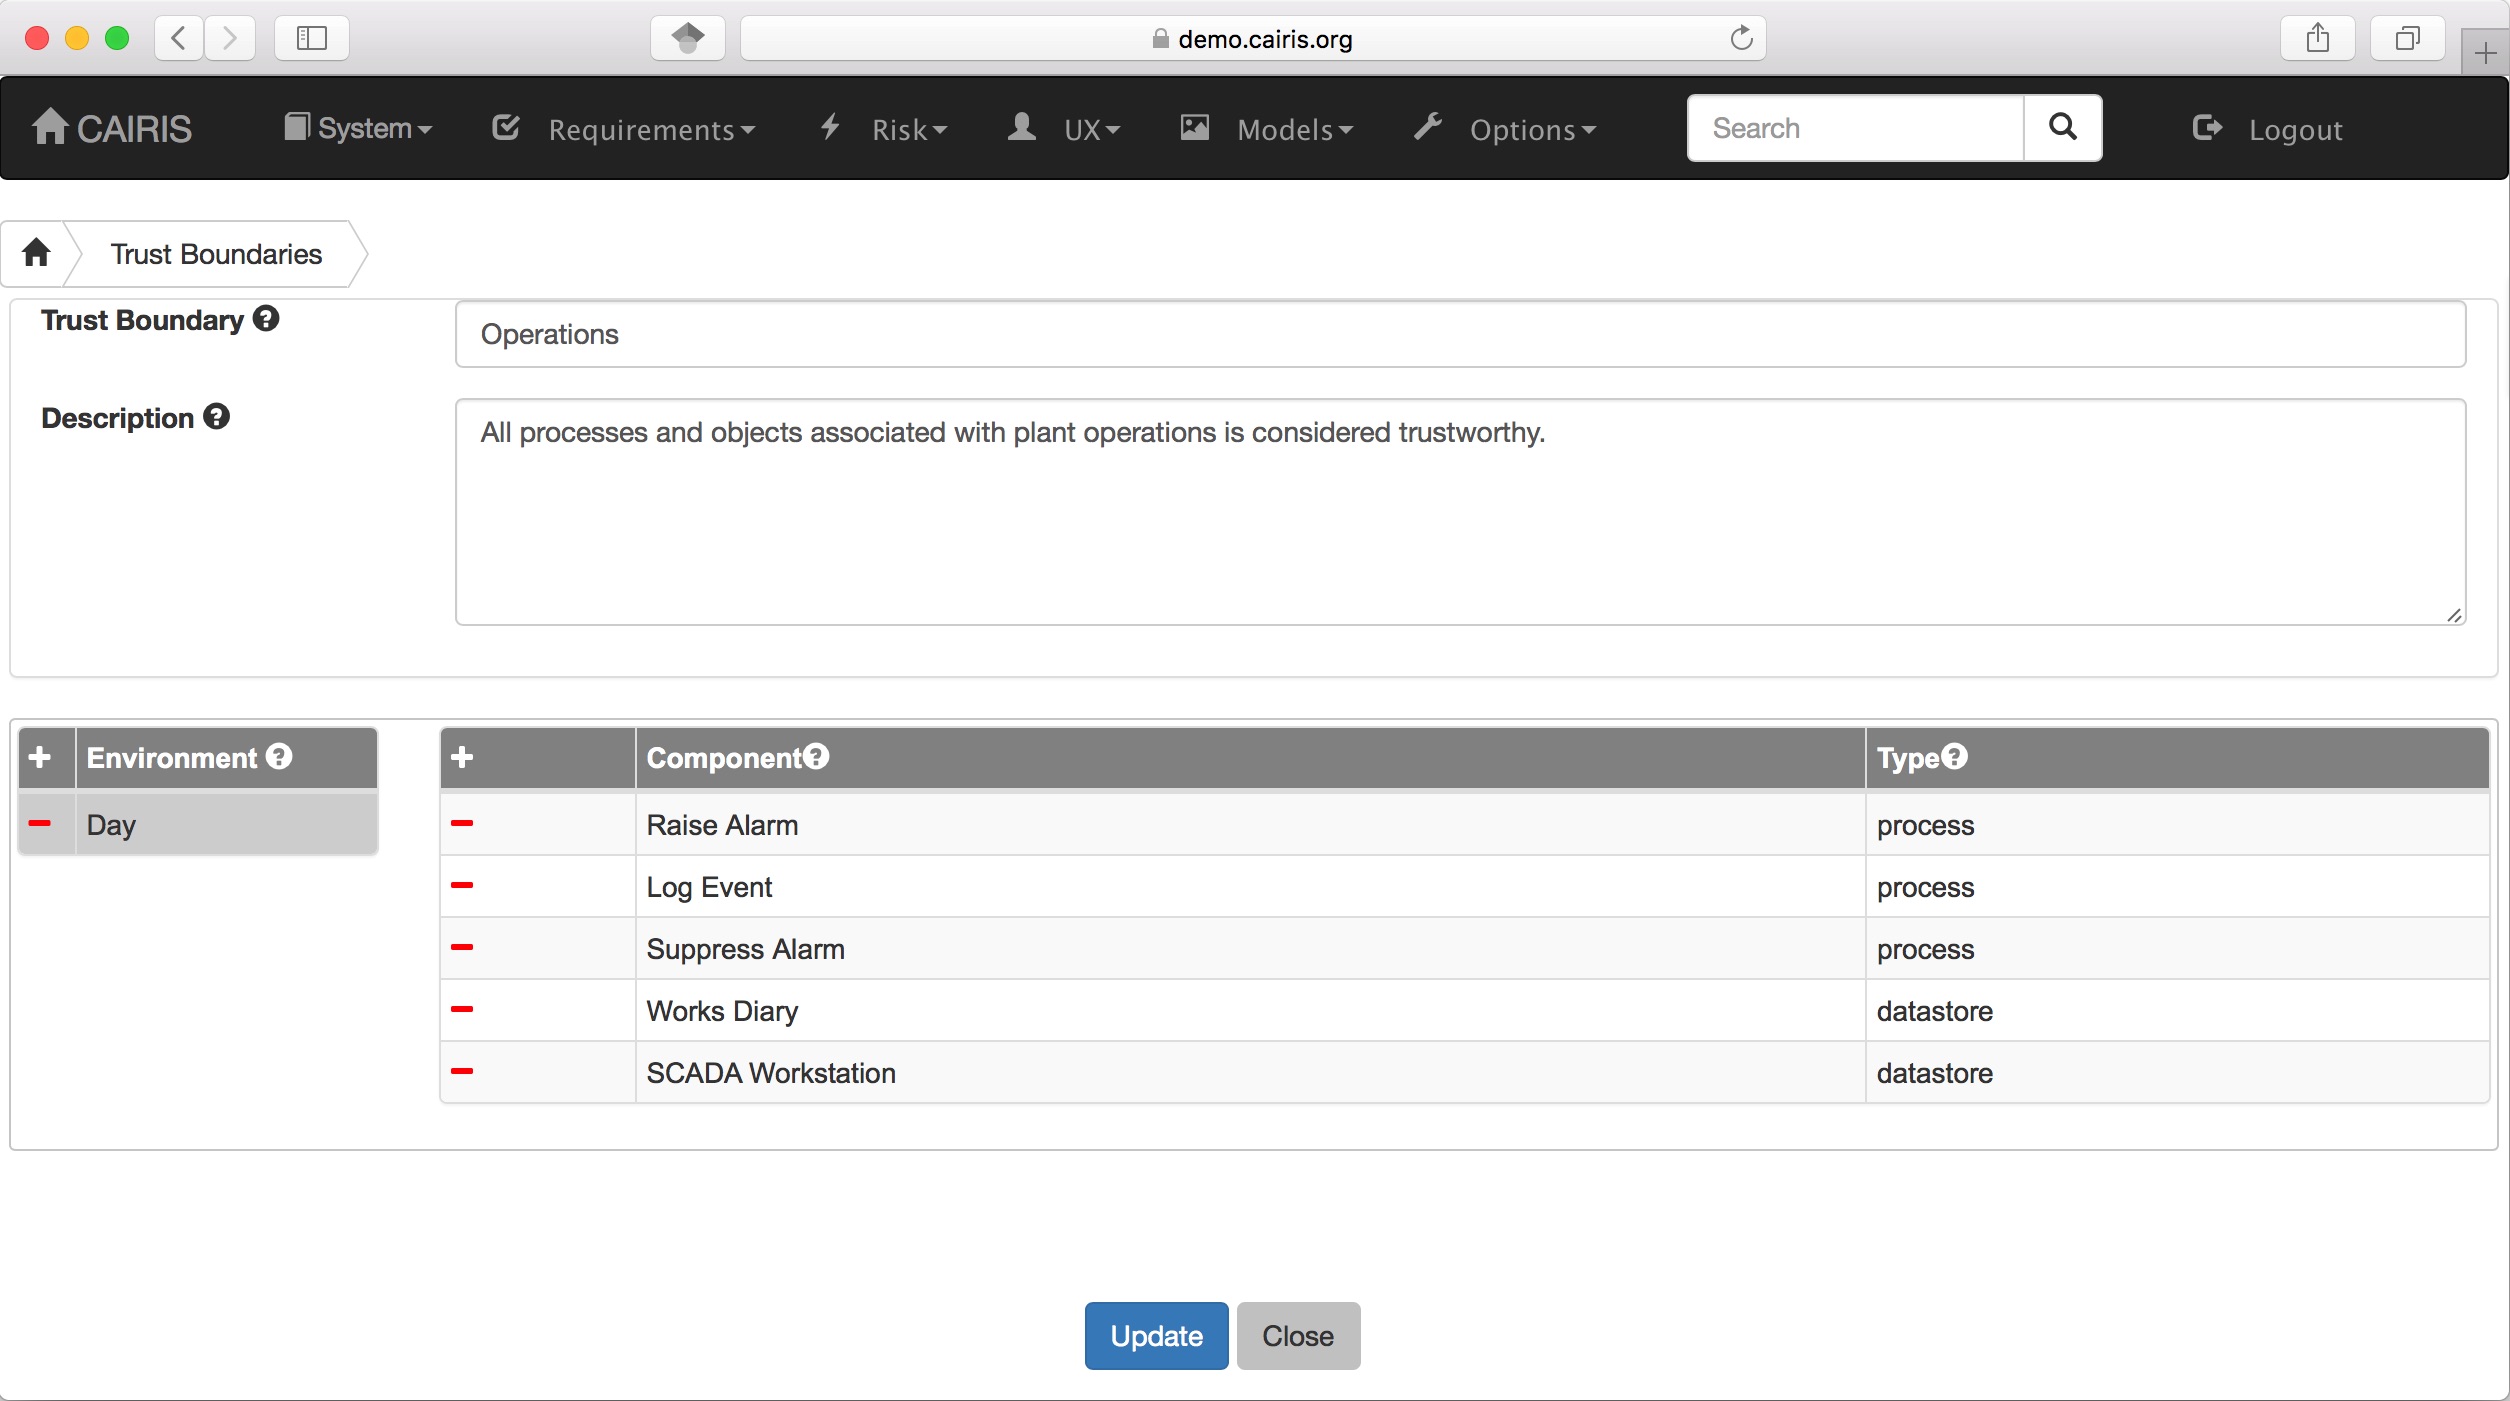 demo.cairis.org
CAIRIS System Requirements Risk UX Models Options Search Logout
Trust Boundaries
Trust Boundary Operations
Description All processes and objects associated with plant operations is considered trustworthy.
Environment Component Type
Day Raise Alarm process
Log Event process
Suppress Alarm process
Works Diary datastore
SCADA Workstation datastore
Update Close